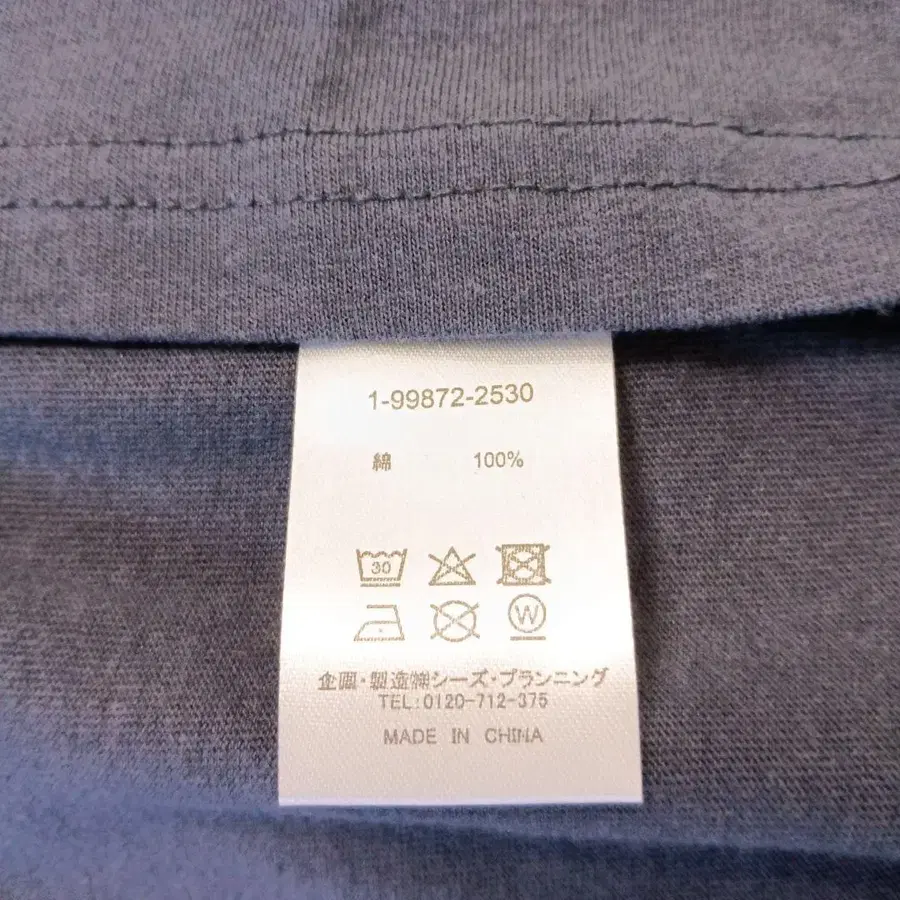 1-99872-2530
綿 100%
30
W
企画・製造㈱シーズ・プランニング
TEL:0120-712-375
MADE IN CHINA